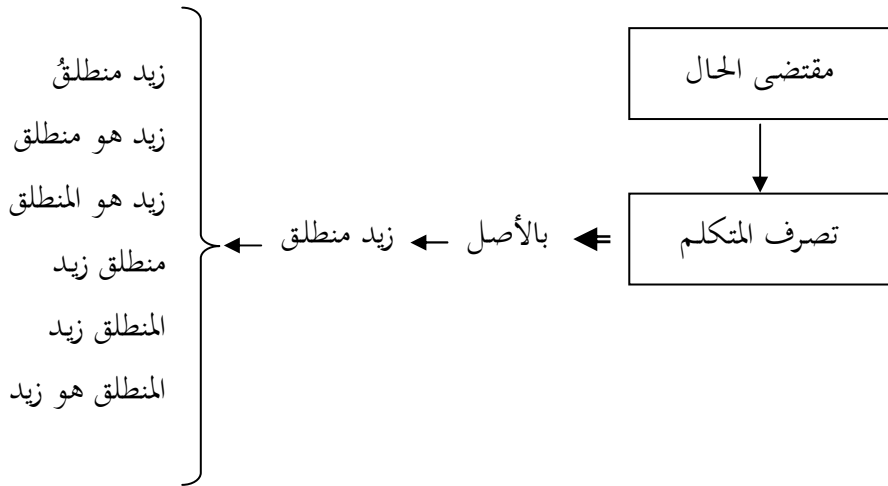 مقتضى الحال
تصرف المتكلم
بالأصل
زيد منطلق
زيد منطلقُ
زيد هو منطلق
زيد هو المنطلق
منطلق زيد
المنطلق زيد
المنطلق هو زيد